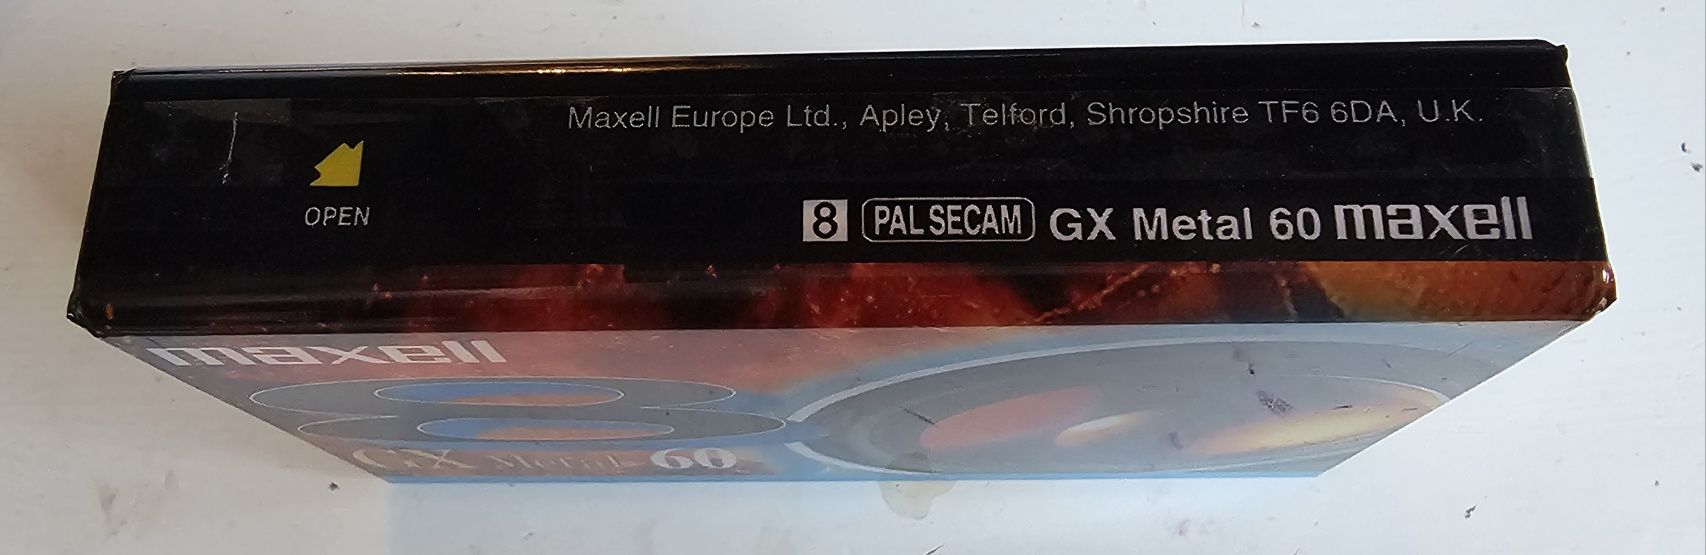 Maxell Europe Ltd., Apley, Telford, Shropshire TF6 6DA, U.K.
OPEN
8 PAL SECAM GX Metal 60 maxell
maxell
8
GX Metal 60